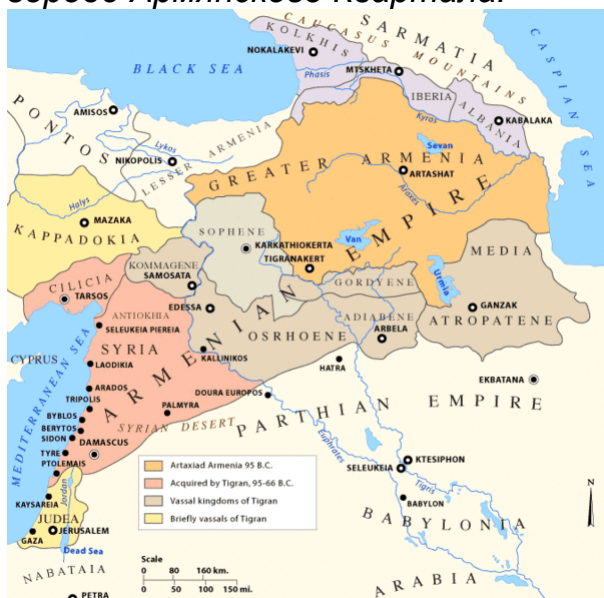 SARMATIA
KOLKHIS
CAUCASUS MOUNTAINS
NOKALAKEVI
Phasis
MTSKHETA
BLACK SEA
CASPIAN SEA
IBERIA
ALBANIA
KABALAKA
Kyros
AMISOS
PONTOS
Lykos
NIKOPOLIS
LESSER ARMENIA
Sevan
GREATER ARMENIA
ARTASHAT
Araxes
Halys
MAZAKA
KAPPADOKIA
SOPHENE
KARKATHIOKERTA
TIGRANAKERT
Van
ARMENIAN EMPIRE
MEDIA
KOMMAGENE
SAMOSATA
GORDYENE
Urmia
CILICIA
TARSOS
EDESSA
ADIABENE
ARBELA
GANZAK
ATROPATENE
ANTIOKHIA
SELEUKEIA PIEREIA
OSRHOENE
SYRIA
KALLINIKOS
HATRA
CYPRUS
LAODIKIA
EKBATANA
MEDITERRANEAN SEA
ARADOS
DOURA EUROPOS
TRIPOLIS
PALMYRA
PARTHIAN EMPIRE
BYBLOS
SYRIAN DESERT
BERYTOS
SIDON
DAMASCUS
Euphrates
TYRE
PTOLEMAIS
KTESIPHON
SELEUKEIA
Tigris
Artaxiad Armenia 95 B.C.
Acquired by Tigran, 95-66 B.C.
Vassal kingdoms of Tigran
Briefly vassals of Tigran
KAYSAREIA
Jordan
BABYLON
JUDEA
JERUSALEM
BABYLONIA
GAZA
Dead Sea
N
Scale
0 80 160 km.
0 50 100 150 mi.
NABATAIA
ARABIA
PETRA